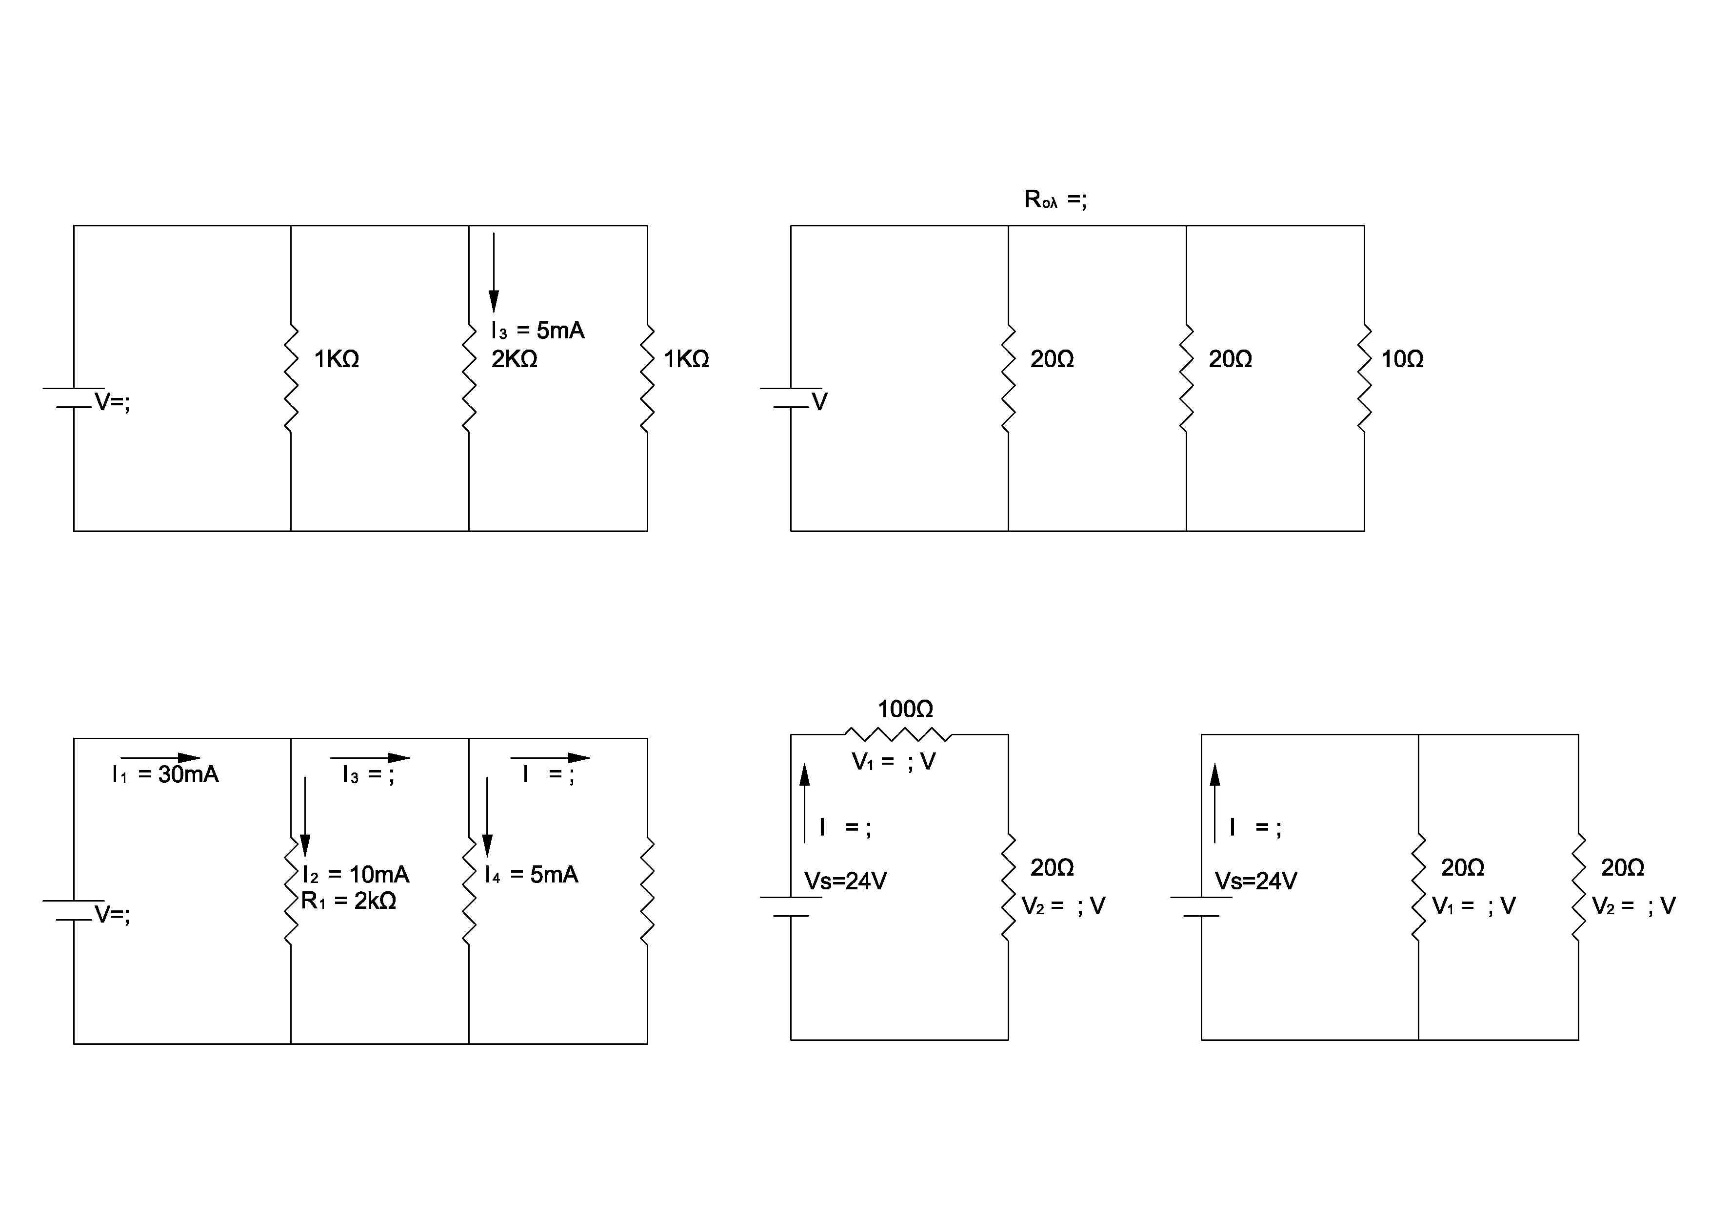 Rολ =;
I3 = 5mA
1KΩ
2KΩ
1KΩ
V=;
20Ω
20Ω
10Ω
V
I1 = 30mA
I3 = ;
I = ;
I2 = 10mA
R1 = 2kΩ
I4 = 5mA
V=;
100Ω
V1 = ; V
I = ;
Vs=24V
20Ω
V2 = ; V
I = ;
Vs=24V
20Ω
V1 = ; V
20Ω
V2 = ; V